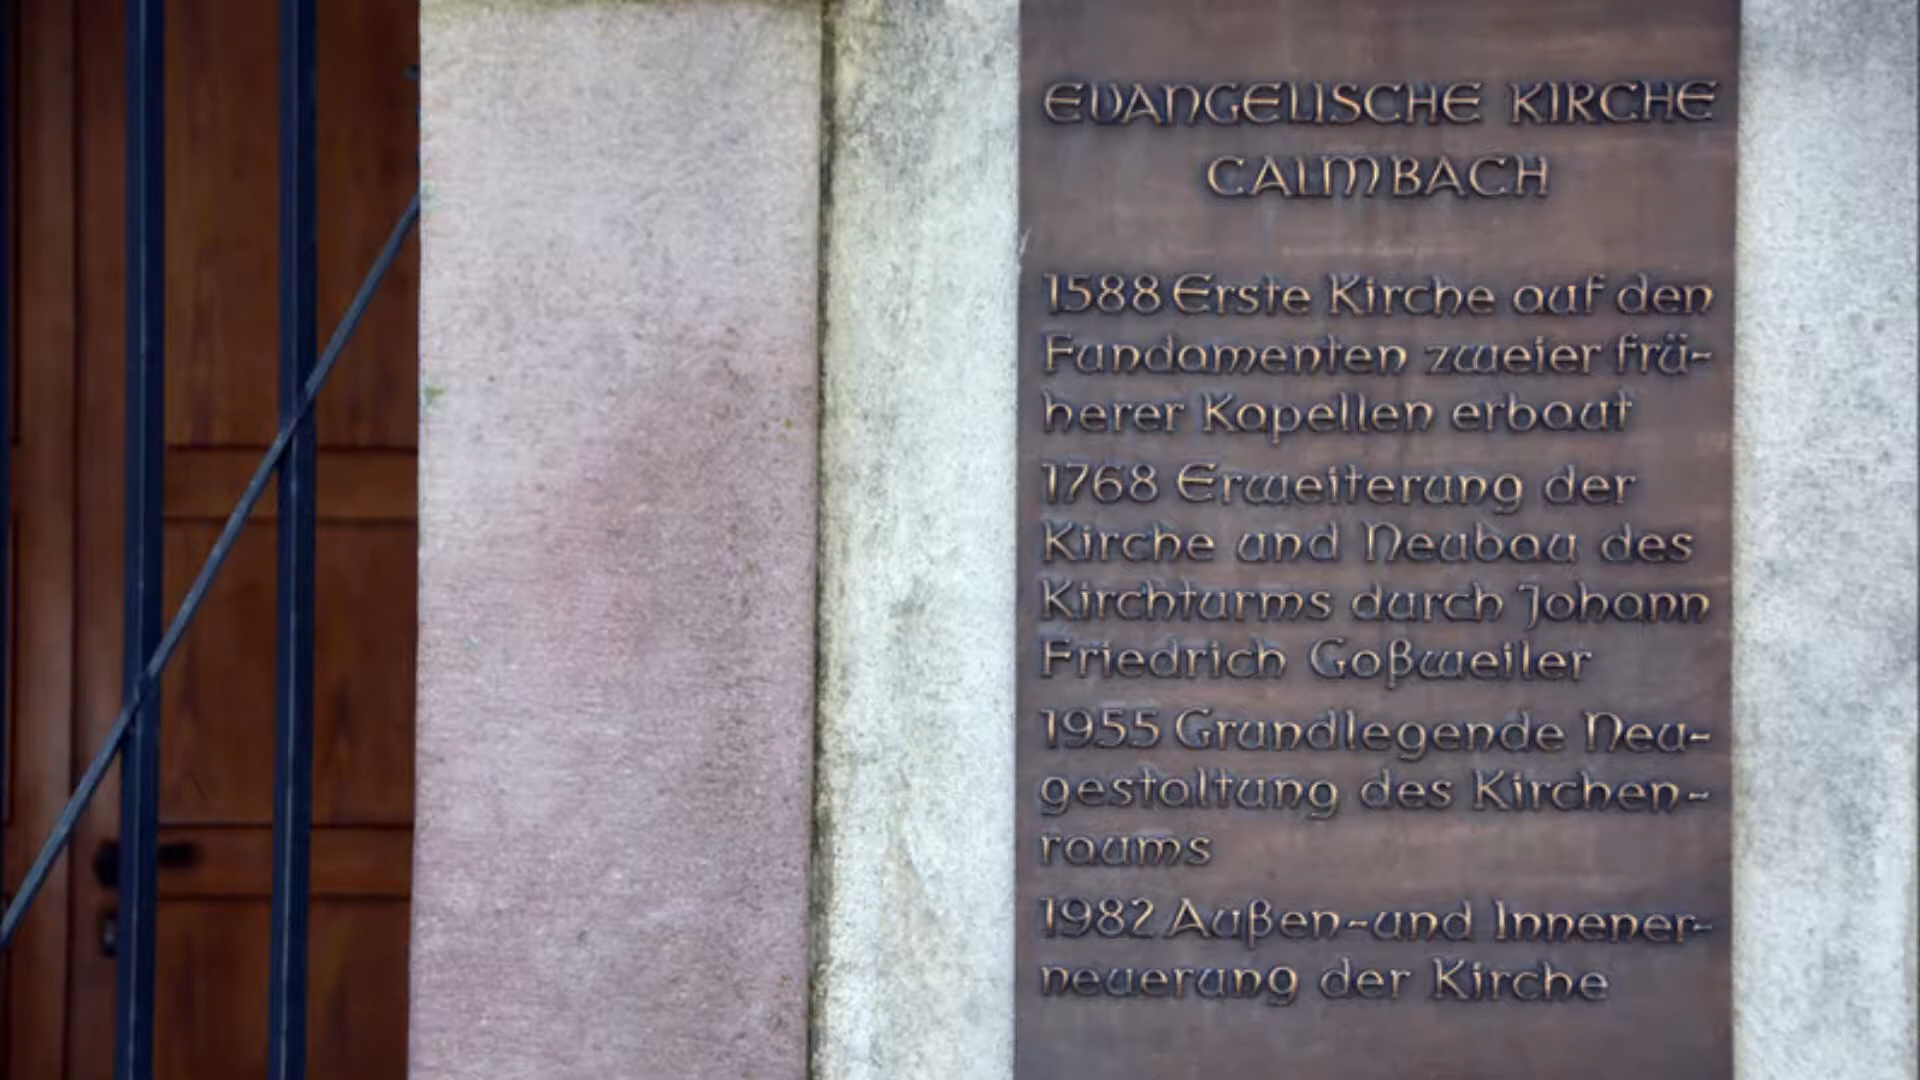 EVANGELISCHE KIRCHE
CALMBACH
1588 Erste Kirche auf den
Fundamenten zweier frü-
herer Kapellen erbaut
1768 Erweiterung der
Kirche und Neubau des
Kirchturms durch Johann
Friedrich Goßweiler
1955 Grundlegende Neu-
gestaltung des Kirchen-
raums
1982 Außen-und Innener-
neuerung der Kirche